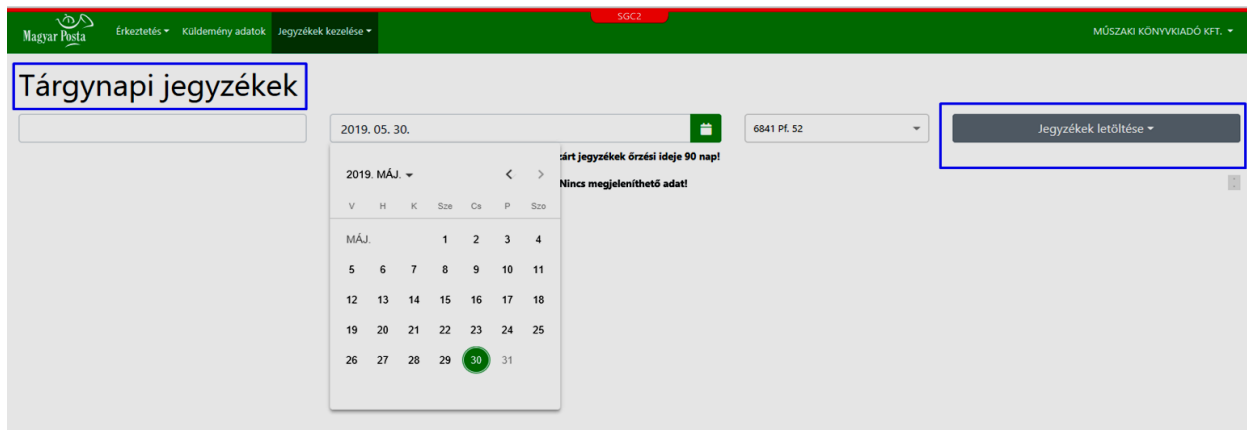 SGC2
Magyar Posta
Érkeztetés Küldemény adatok Jegyzékek kezelése MŰSZAKI KÖNYVKIADÓ KFT.
Tárgynapi jegyzékek
2019. 05. 30. 6841 Pf. 52 Jegyzékek letöltése
zárt jegyzékek őrzési ideje 90 nap!
2019. MÁJ.
Nincs megjeleníthető adat!
V H K Sze Cs P Szo
MÁJ. 1 2 3 4
5 6 7 8 9 10 11
12 13 14 15 16 17 18
19 20 21 22 23 24 25
26 27 28 29 30 31